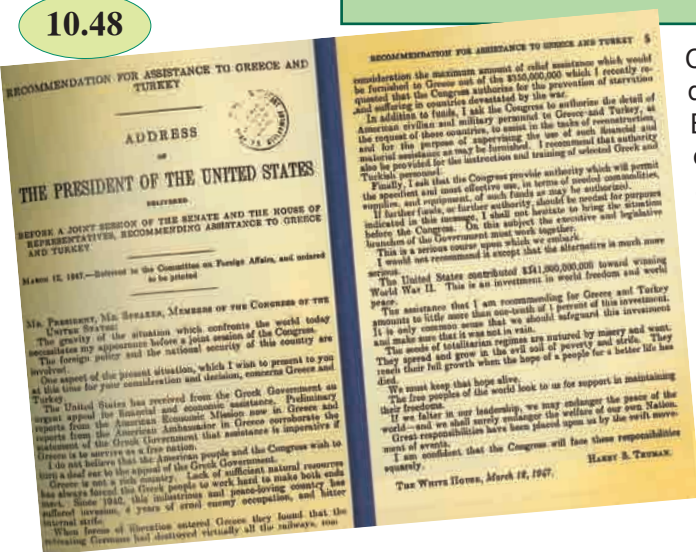 10.48
RECOMMENDATION FOR ASSISTANCE TO GREECE AND
TURKEY
ADDRESS
OF
THE PRESIDENT OF THE UNITED STATES
DELIVERED
BEFORE A JOINT SESSION OF THE SENATE AND THE HOUSE OF
REPRESENTATIVES, RECOMMENDING ASSISTANCE TO GREECE
AND TURKEY
MARCH 12, 1947.—Referred to the Committee on Foreign Affairs, and ordered
to be printed
MR. PRESIDENT, MR. SPEAKER, MEMBERS OF THE CONGRESS OF THE
UNITED STATES:
The gravity of the situation which confronts the world today
necessitates my appearance before a joint session of the Congress.
The foreign policy and the national security of this country are
involved.
One aspect of the present situation, which I wish to present to you
at this time for your consideration and decision, concerns Greece and
Turkey.
The United States has received from the Greek Government an
urgent appeal for financial and economic assistance. Preliminary
reports from the American Economic Mission now in Greece and
reports from the American Ambassador in Greece corroborate the
statement of the Greek Government that assistance is imperative if
Greece is to survive as a free nation.
I do not believe that the American people and the Congress wish to
turn a deaf ear to the appeal of the Greek Government.
Greece is not a rich country. Lack of sufficient natural resources
has always forced the Greek people to work hard to make both ends
meet. Since 1940, this industrious and peace-loving country has
suffered invasion, 4 years of cruel enemy occupation, and bitter
internal strife.
When forces of liberation entered Greece they found that the
retreating Germans had destroyed virtually all the railways,
RECOMMENDATION FOR ASSISTANCE TO GREECE AND TURKEY 5
consideration the maximum amount of relief assistance which would
be furnished to Greece out of the $350,000,000 which I recently re-
quested that the Congress authorize for the prevention of starvation
and suffering in countries devastated by the war.
In addition to funds, I ask the Congress to authorize the detail of
American civilian and military personnel to Greece and Turkey, at
the request of those countries, to assist in the tasks of reconstruction,
and for the purpose of supervising the use of such financial and
material assistance as may be furnished. I recommend that authority
also be provided for the instruction and training of selected Greek and
Turkish personnel.
Finally, I ask that the Congress provide authority which will permit
the speediest and most effective use, in terms of needed commodities,
supplies, and equipment, of such funds as may be authorized.
If further funds, or further authority, should be needed for purposes
indicated in this message, I shall not hesitate to bring the situation
before the Congress. On this subject the executive and legislative
branches of the Government must work together.
This is a serious course upon which we embark.
I would not recommend it except that the alternative is much more
serious.
The United States contributed $341,000,000,000 toward winning
World War II. This is an investment in world freedom and world
peace.
The assistance that I am recommending for Greece and Turkey
amounts to little more than one-tenth of 1 percent of this investment.
It is only common sense that we should safeguard this investment
and make sure that it was not in vain.
The seeds of totalitarian regimes are nutured by misery and want.
They spread and grow in the evil soil of poverty and strife. They
reach their full growth when the hope of a people for a better life has
died.
We must keep that hope alive.
The free peoples of the world look to us for support in maintaining
their freedoms.
If we falter in our leadership, we may endanger the peace of the
world—and we shall surely endanger the welfare of our own Nation.
Great responsibilities have been placed upon us by the swift move-
ment of events.
I am confident that the Congress will face these responsibilities
squarely.
HARRY S. TRUMAN.
THE WHITE HOUSE, March 12, 1947.